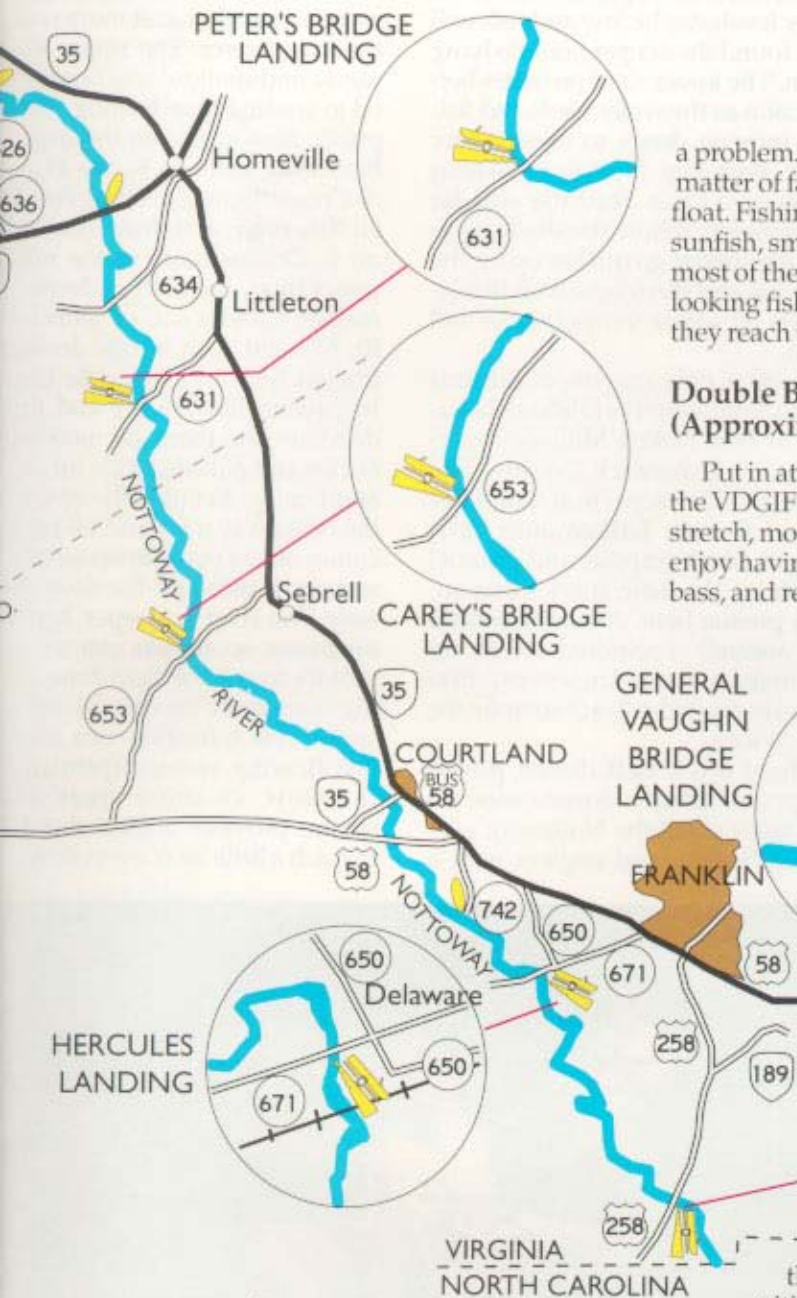 PETER'S BRIDGE
LANDING
35
Homeville
26
636
631
634
Littleton
631
a problem.
matter of fa
float. Fishin
sunfish, sm
most of the
looking fish
they reach
Double B
(Approxi
Put in at
the VDGIF
stretch, mo
enjoy havin
bass, and re
653
CAREY'S BRIDGE
LANDING
NOTTOWAY
RIVER
Sebrell
653
35
GENERAL
VAUGHN
BRIDGE
LANDING
COURTLAND
BUS
58
35
58
FRANKLIN
NOTTOWAY
742
650
671
58
650
Delaware
HERCULES
LANDING
650
671
258
189
258
VIRGINIA
NORTH CAROLINA
th